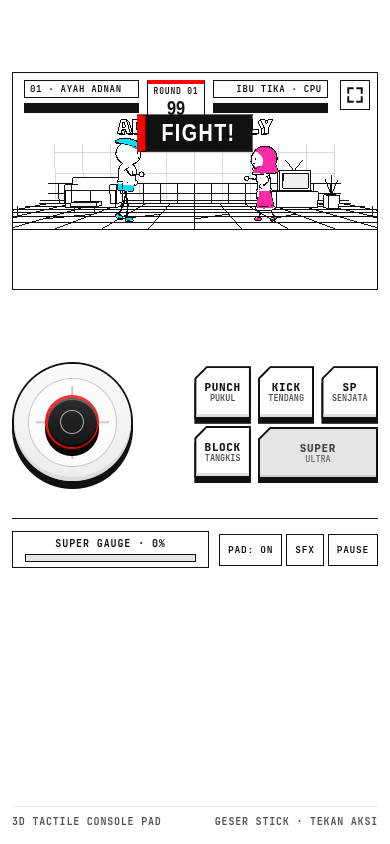 01 · AYAH ADNAN
ROUND 01
99
IBU TIKA · CPU
FIGHT!
PUNCH
PUKUL
KICK
TENDANG
SP
SENJATA
BLOCK
TANGKIS
SUPER
ULTRA
SUPER GAUGE · 0%
PAD: ON
SFX
PAUSE
3D TACTILE CONSOLE PAD
GESER STICK · TEKAN AKSI